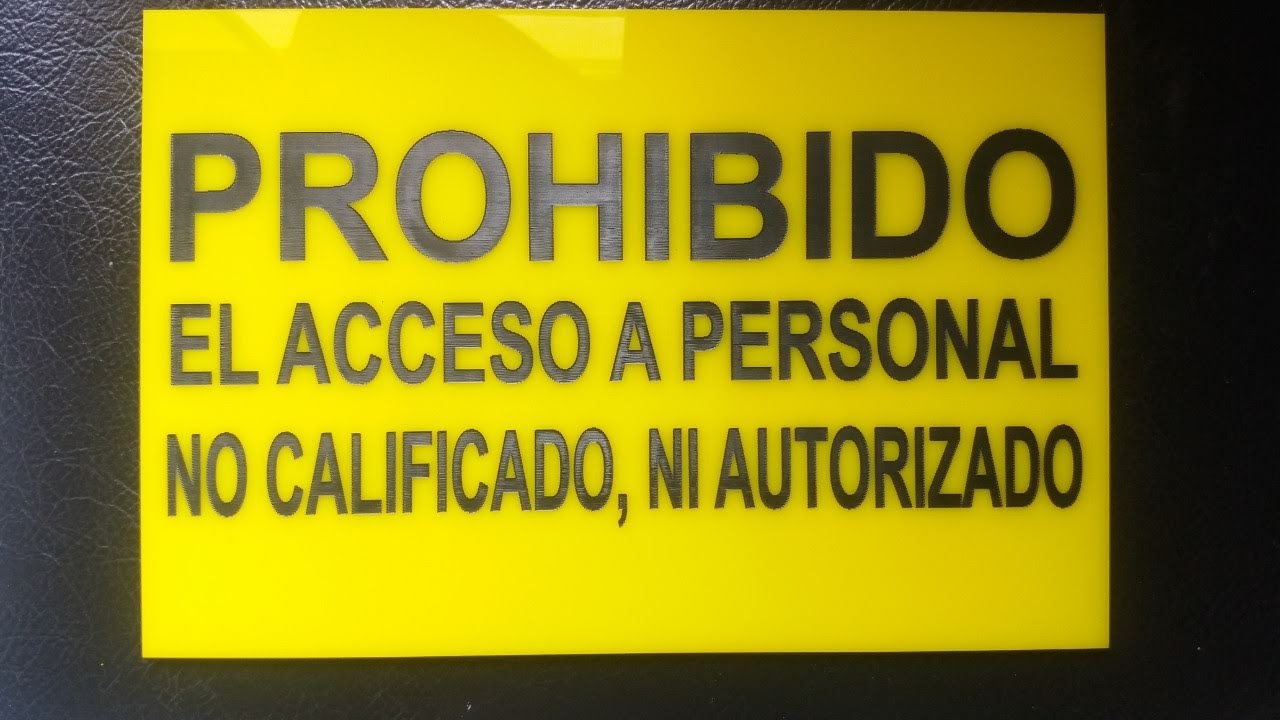 PROHIBIDO
EL ACCESO A PERSONAL
NO CALIFICADO, NI AUTORIZADO